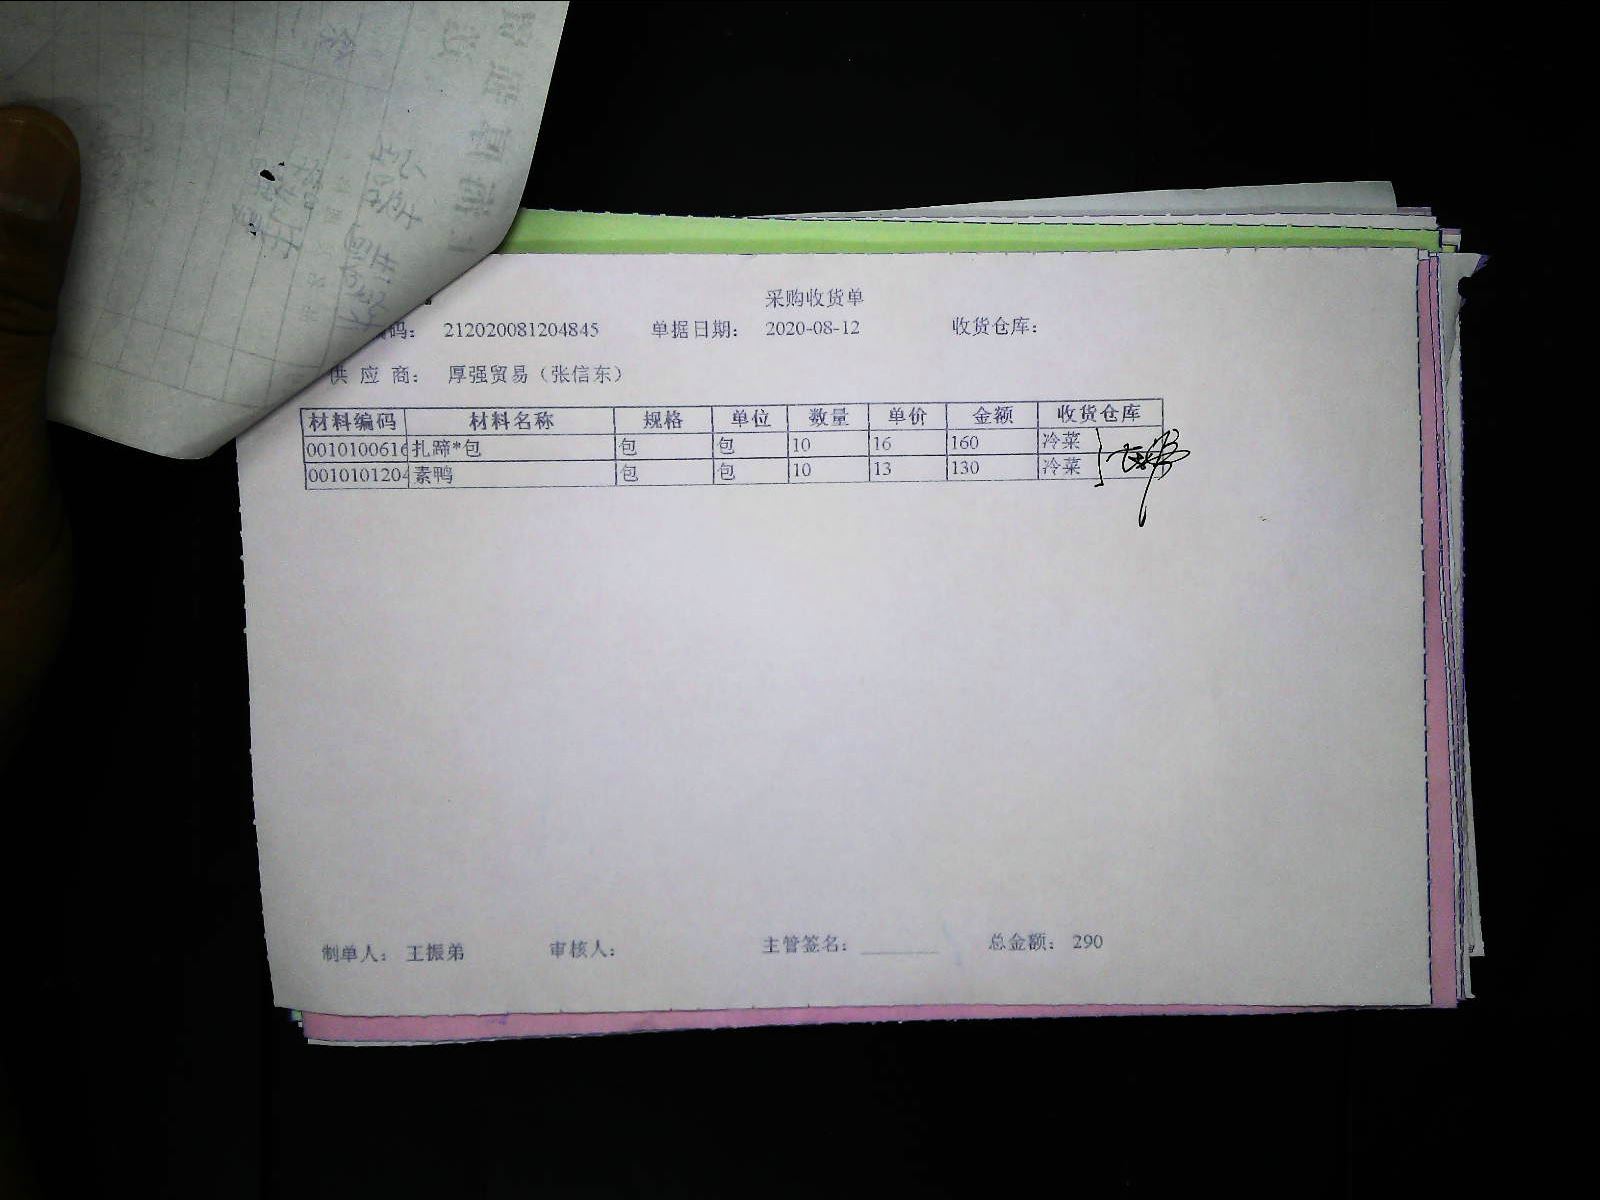 采购收货单
码： 212020081204845 单据日期： 2020-08-12 收货仓库：
供 应 商： 厚强贸易（张信东）
材料编码 材料名称 规格 单位 数量 单价 金额 收货仓库
0010100616 扎蹄*包 包 包 10 16 160 冷菜
0010101204 素鸭 包 包 10 13 130 冷菜
制单人： 王振弟 审核人： 主管签名： 总金额： 290